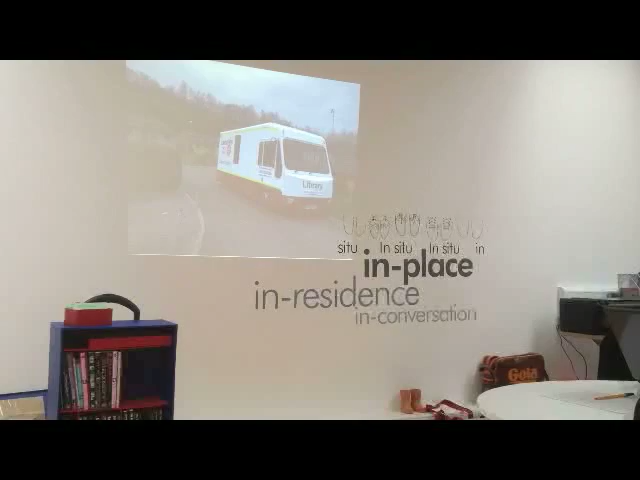 Library
situ In situ In situ in
in-place
in-residence
in-conversation
Gola